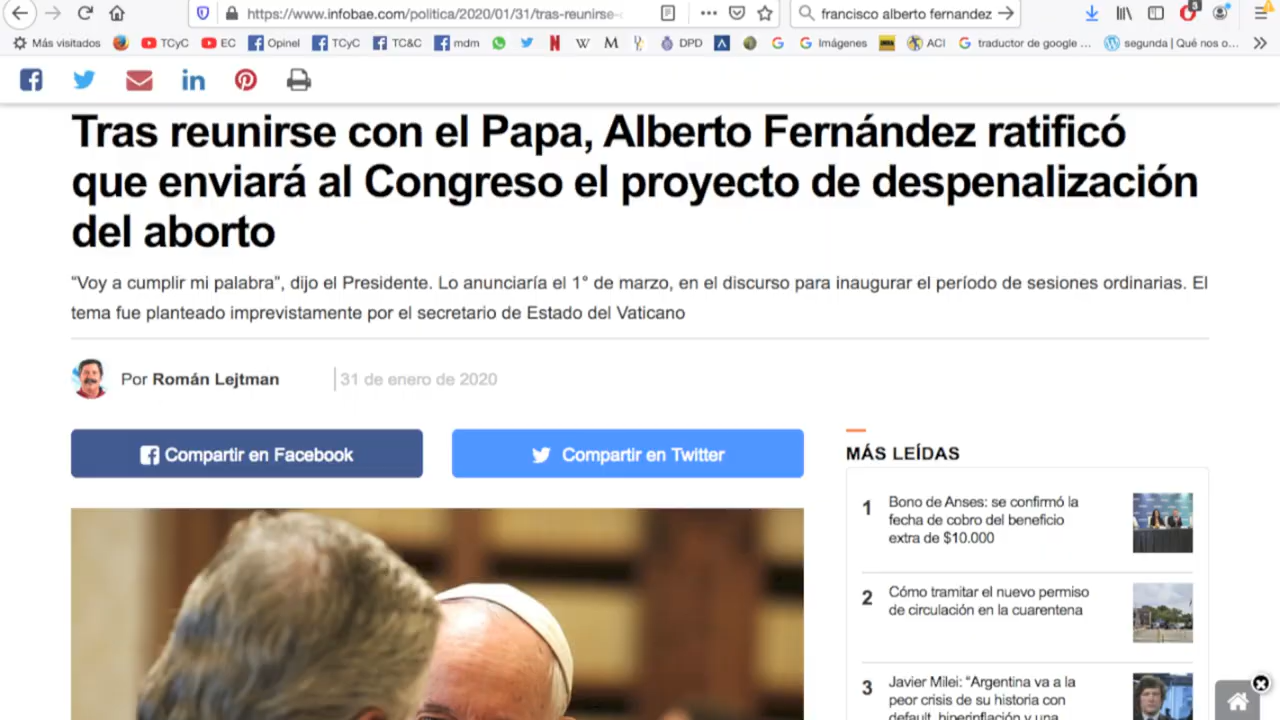 https://www.infobae.com/politica/2020/01/31/tras-reunirse-
francisco alberto fernandez
3
Más visitados
TCyC
EC
Opinel
TCyC
TC&C
mdm
DPD
Imágenes
ACI
traductor de google ...
segunda | Qué nos o...
Tras reunirse con el Papa, Alberto Fernández ratificó
que enviará al Congreso el proyecto de despenalización
del aborto
“Voy a cumplir mi palabra”, dijo el Presidente. Lo anunciaría el 1° de marzo, en el discurso para inaugurar el período de sesiones ordinarias. El
tema fue planteado imprevistamente por el secretario de Estado del Vaticano
Por Román Lejtman
31 de enero de 2020
Compartir en Facebook
Compartir en Twitter
MÁS LEÍDAS
1
Bono de Anses: se confirmó la
fecha de cobro del beneficio
extra de $10.000
2
Cómo tramitar el nuevo permiso
de circulación en la cuarentena
3
Javier Milei: “Argentina va a la
peor crisis de su historia con
default, hiperinflación y una